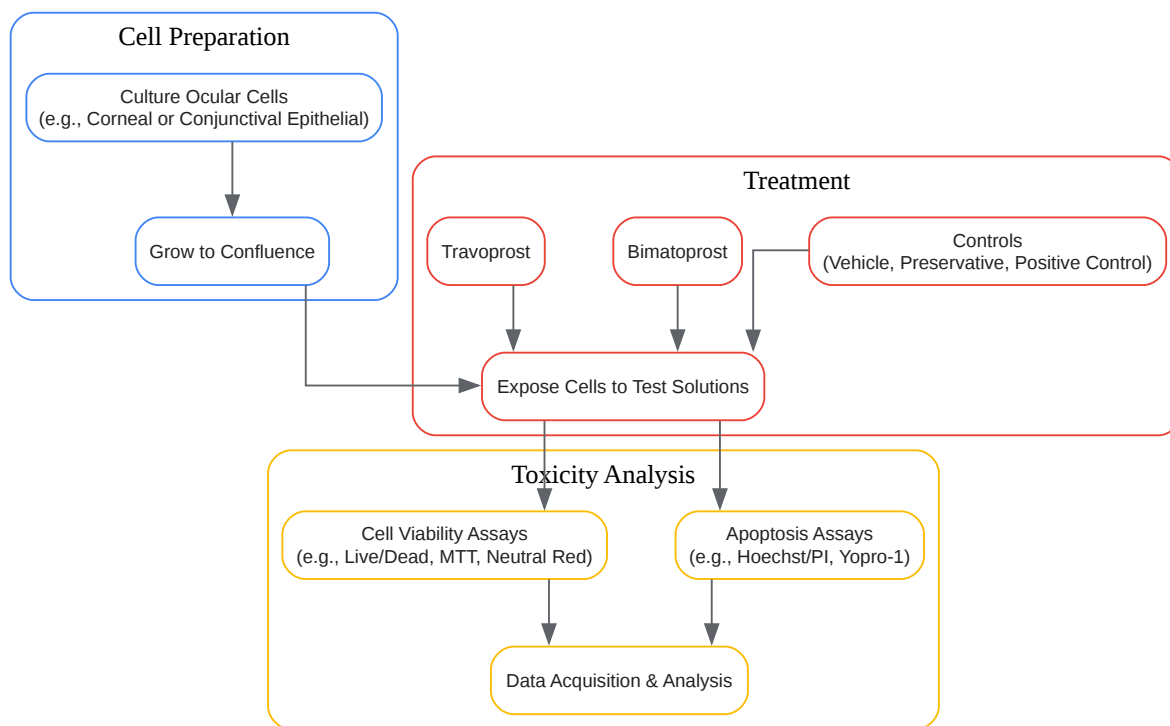 Cell Preparation
Culture Ocular Cells
(e.g., Corneal or Conjunctival Epithelial)
Grow to Confluence
Treatment
Travoprost
Bimatoprost
Controls
(Vehicle, Preservative, Positive Control)
Expose Cells to Test Solutions
Toxicity Analysis
Cell Viability Assays
(e.g., Live/Dead, MTT, Neutral Red)
Apoptosis Assays
(e.g., Hoechst/PI, Yopro-1)
Data Acquisition & Analysis